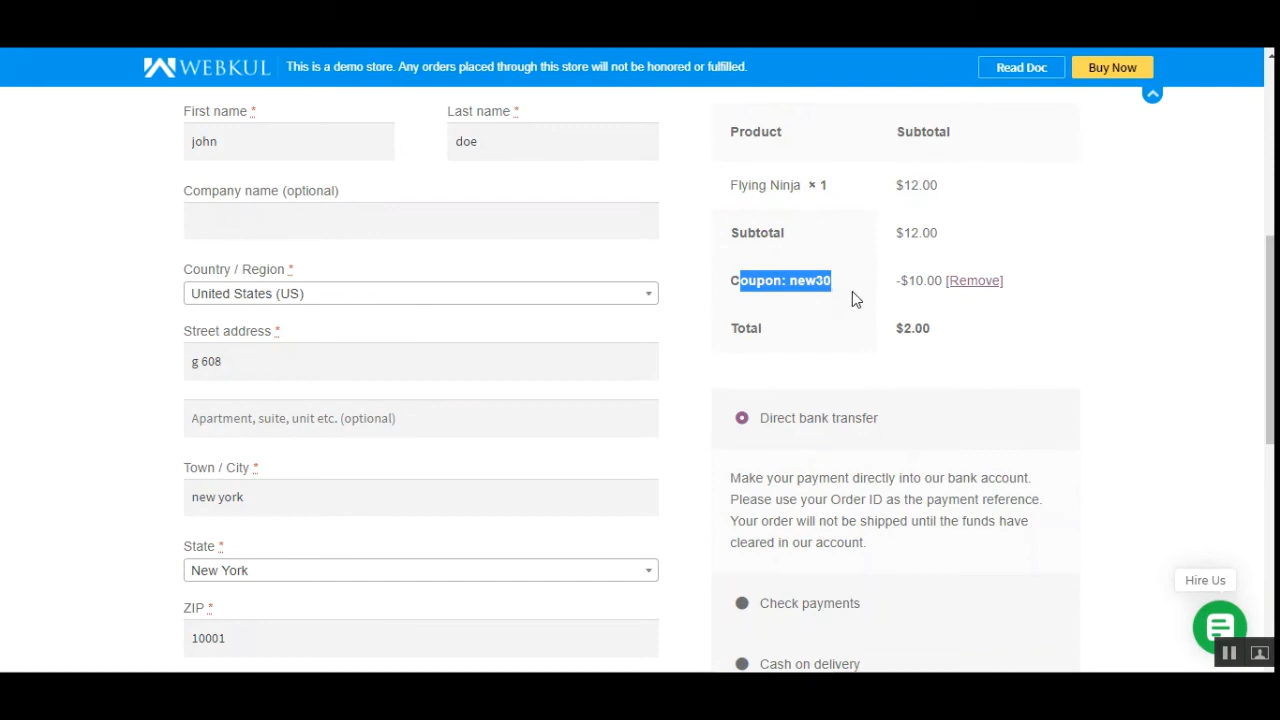 WEBKUL
This is a demo store. Any orders placed through this store will not be honored or fulfilled.
Read Doc
Buy Now
First name *
Last name *
john
doe
Company name (optional)
Country / Region *
United States (US)
Street address *
g 608
Apartment, suite, unit etc. (optional)
Town / City *
new york
State *
New York
ZIP *
10001
Product Subtotal
Flying Ninja × 1 $12.00
Subtotal $12.00
Coupon: new30 -$10.00 [Remove]
Total $2.00
Direct bank transfer
Make your payment directly into our bank account.
Please use your Order ID as the payment reference.
Your order will not be shipped until the funds have
cleared in our account.
Check payments
Cash on delivery
Hire Us